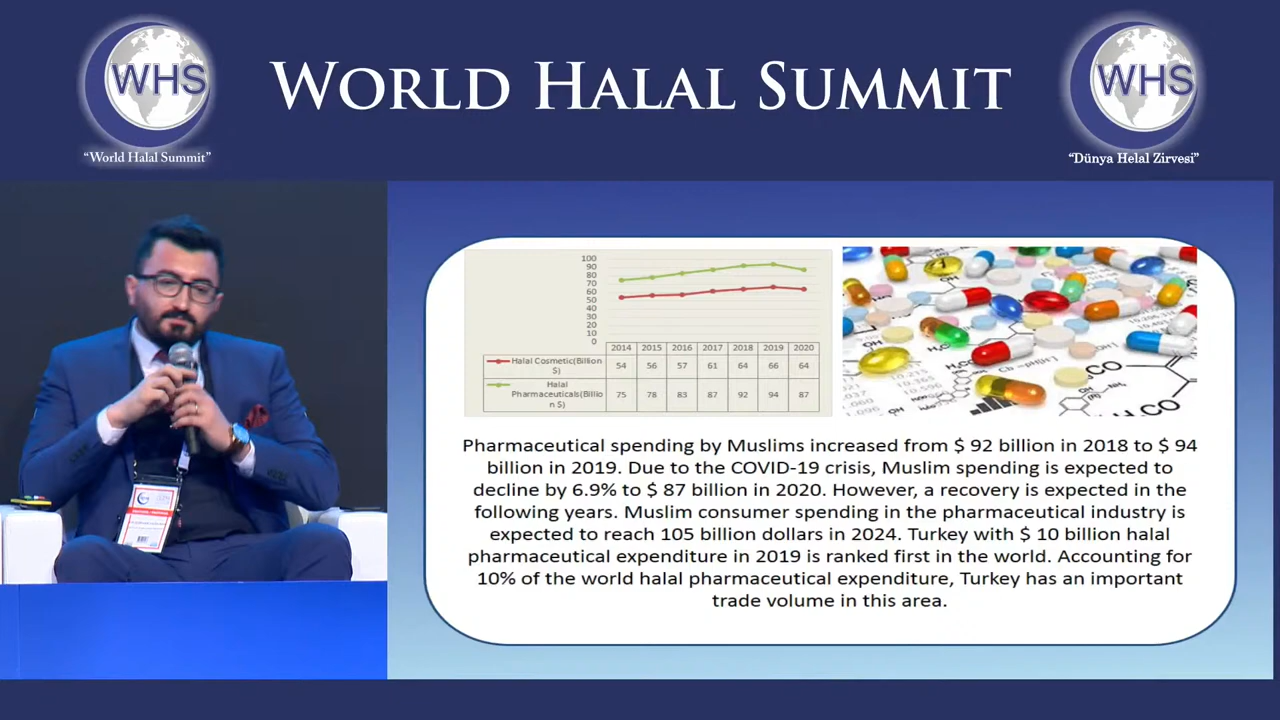 WHS
"World Halal Summit"
WORLD HALAL SUMMIT
WHS
"Dünya Helal Zirvesi"
100
90
80
70
60
50
40
30
20
10
0
2014 2015 2016 2017 2018 2019 2020
Halal Cosmetic(Billion
$)
54 56 57 61 64 66 64
Halal
Pharmaceuticals(Billio
n $)
75 78 83 87 92 94 87
Pharmaceutical spending by Muslims increased from $ 92 billion in 2018 to $ 94
billion in 2019. Due to the COVID-19 crisis, Muslim spending is expected to
decline by 6.9% to $ 87 billion in 2020. However, a recovery is expected in the
following years. Muslim consumer spending in the pharmaceutical industry is
expected to reach 105 billion dollars in 2024. Turkey with $ 10 billion halal
pharmaceutical expenditure in 2019 is ranked first in the world. Accounting for
10% of the world halal pharmaceutical expenditure, Turkey has an important
trade volume in this area.